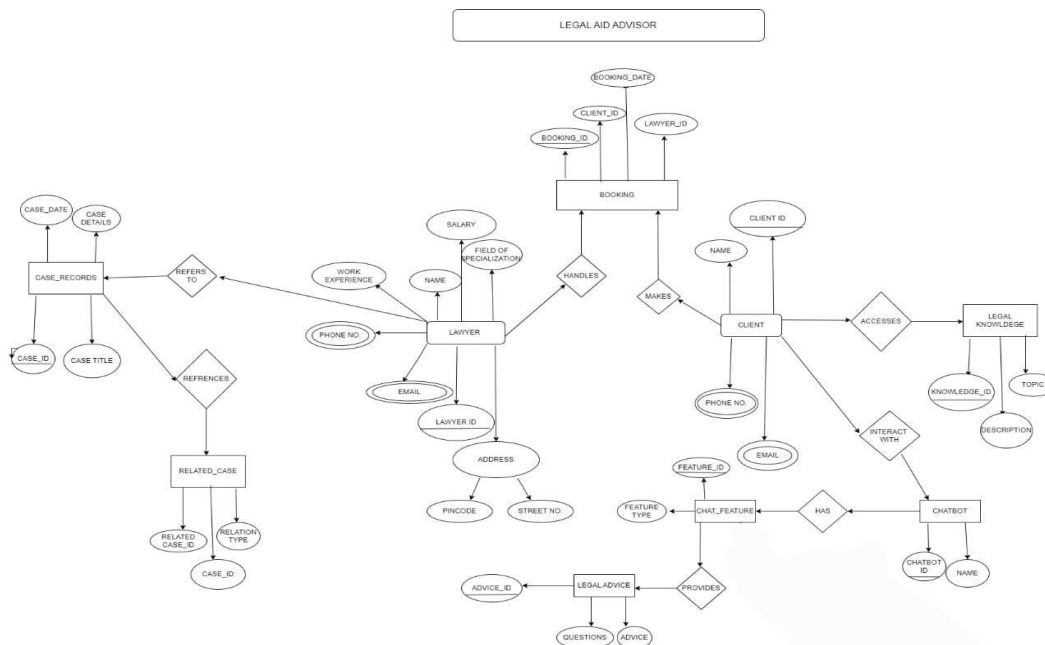 LEGAL AID ADVISOR
BOOKING_DATE
CLIENT_ID
LAWYER_ID
BOOKING_ID
BOOKING
CASE_DATE
CASE
DETAILS
SALARY
CLIENT ID
NAME
FIELD OF
SPECIALIZATION
WORK
EXPERIENCE
NAME
CASE_RECORDS
REFERS
TO
HANDLES
MAKES
PHONE NO.
LAWYER
CLIENT
ACCESSES
LEGAL
KNOWLDEGE
CASE_ID
CASE TITLE
REFRENCES
EMAIL
LAWYER ID
PHONE NO.
KNOWLEDGE_ID
TOPIC
DESCRIPTION
INTERACT
WITH
EMAIL
ADDRESS
RELATED_CASE
FEATURE_ID
PINCODE
STREET NO.
FEATURE
TYPE
CHAT_FEATURE
HAS
CHATBOT
RELATED
CASE_ID
RELATION
TYPE
CASE_ID
CHATBOT
ID
NAME
ADVICE_ID
LEGAL ADVICE
PROVIDES
QUESTIONS
ADVICE